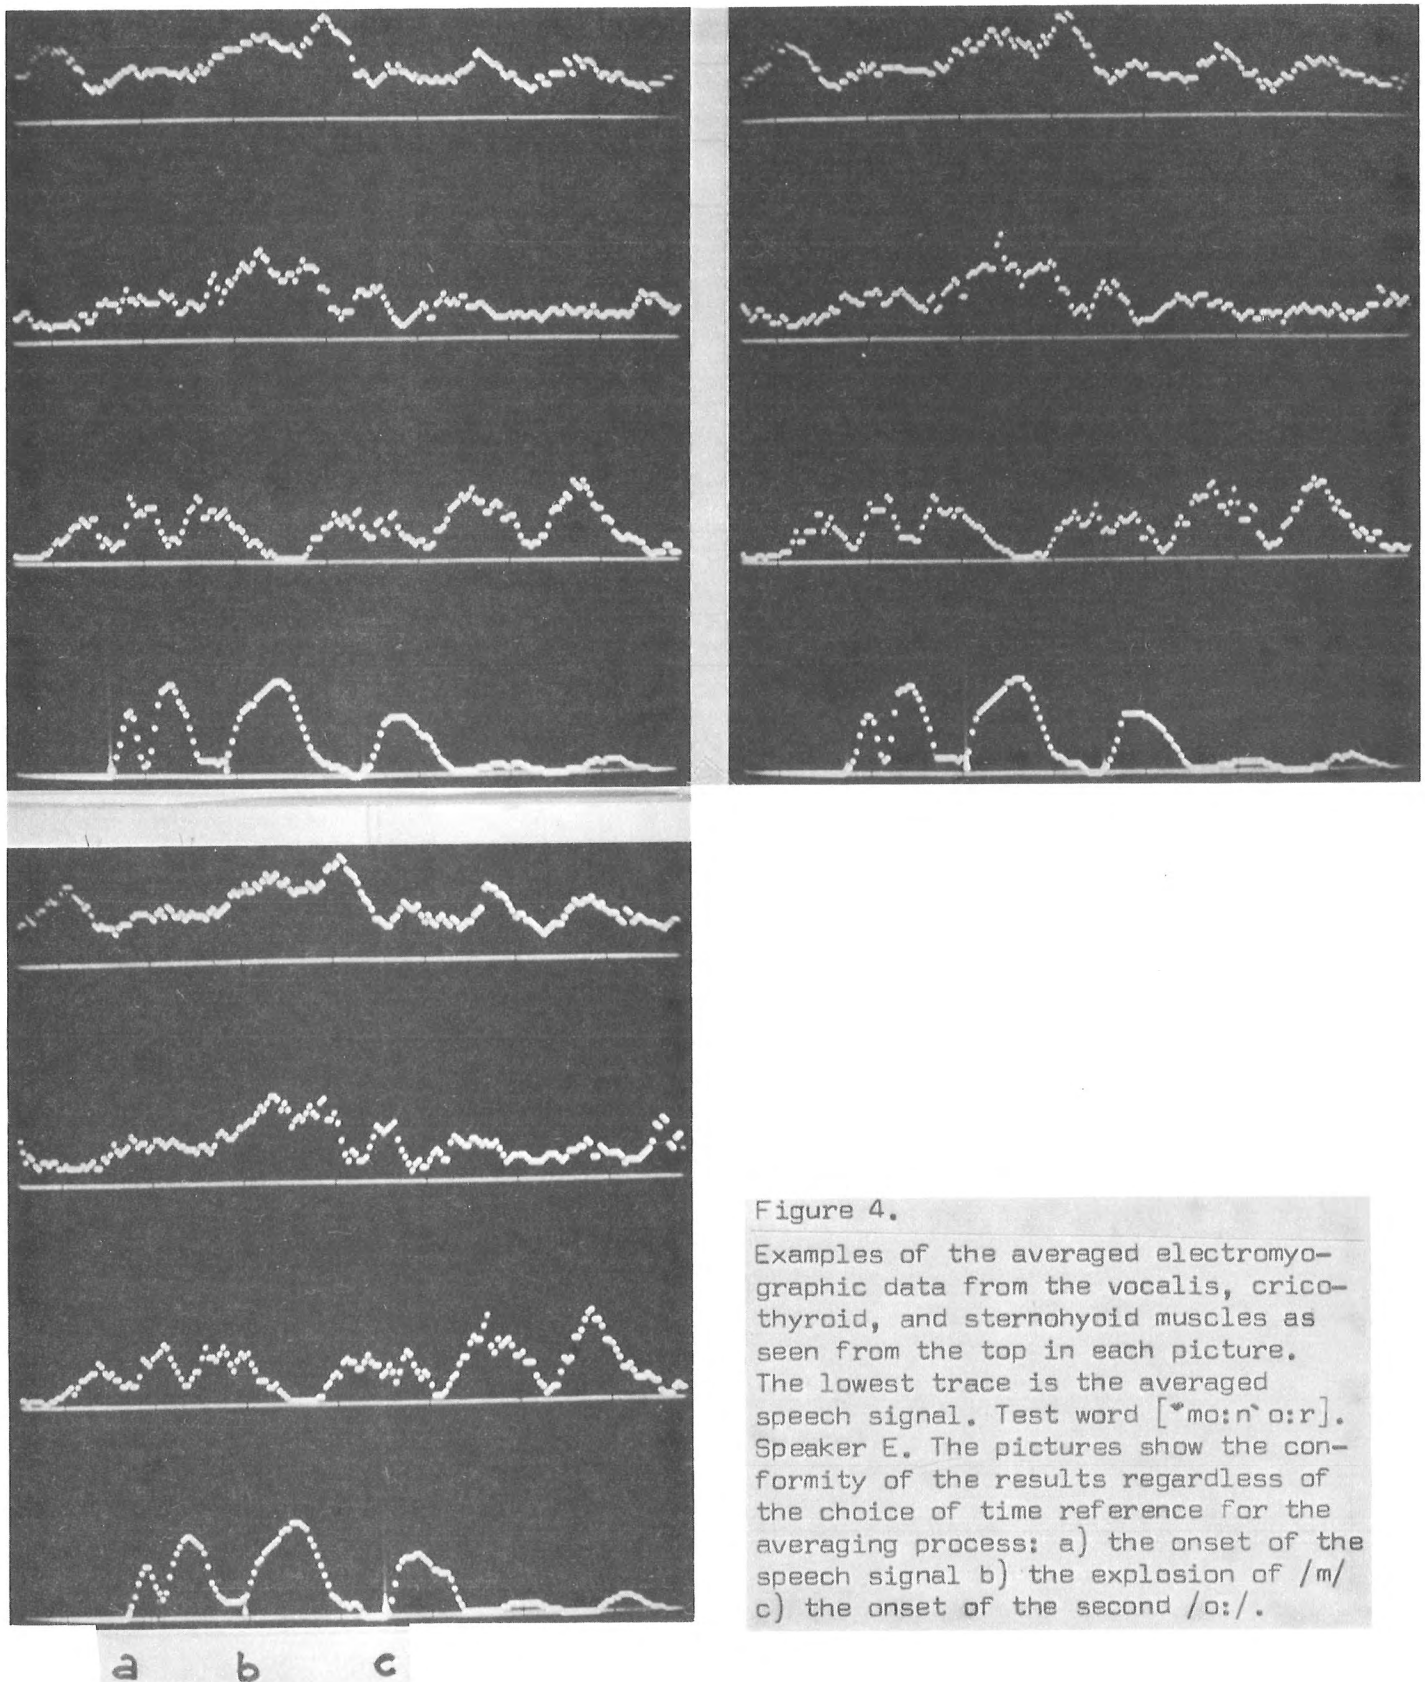 a b c
Figure 4.
Examples of the averaged electromyo-
graphic data from the vocalis, crico-
thyroid, and sternohyoid muscles as
seen from the top in each picture.
The lowest trace is the averaged
speech signal. Test word [*mo:n`o:r].
Speaker E. The pictures show the con-
formity of the results regardless of
the choice of time reference for the
averaging process: a) the onset of the
speech signal b) the explosion of /m/
c) the onset of the second /o:/.